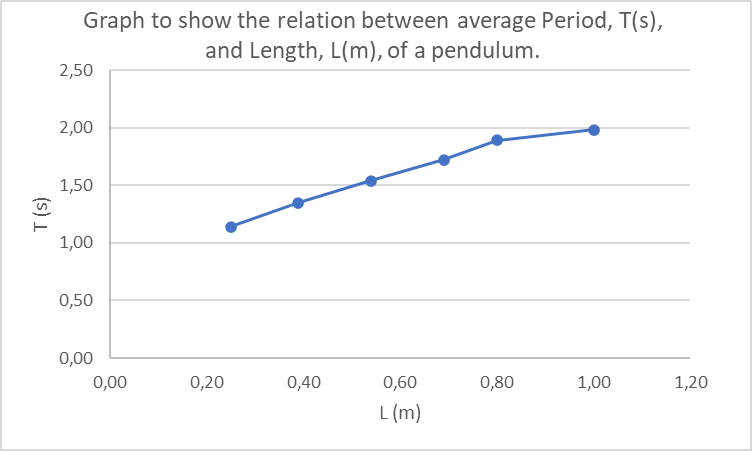 Graph to show the relation between average Period, T(s),
and Length, L(m), of a pendulum.
2,50
2,00
1,50
1,00
0,50
0,00
T (s)
0,00 0,20 0,40 0,60 0,80 1,00 1,20
L (m)